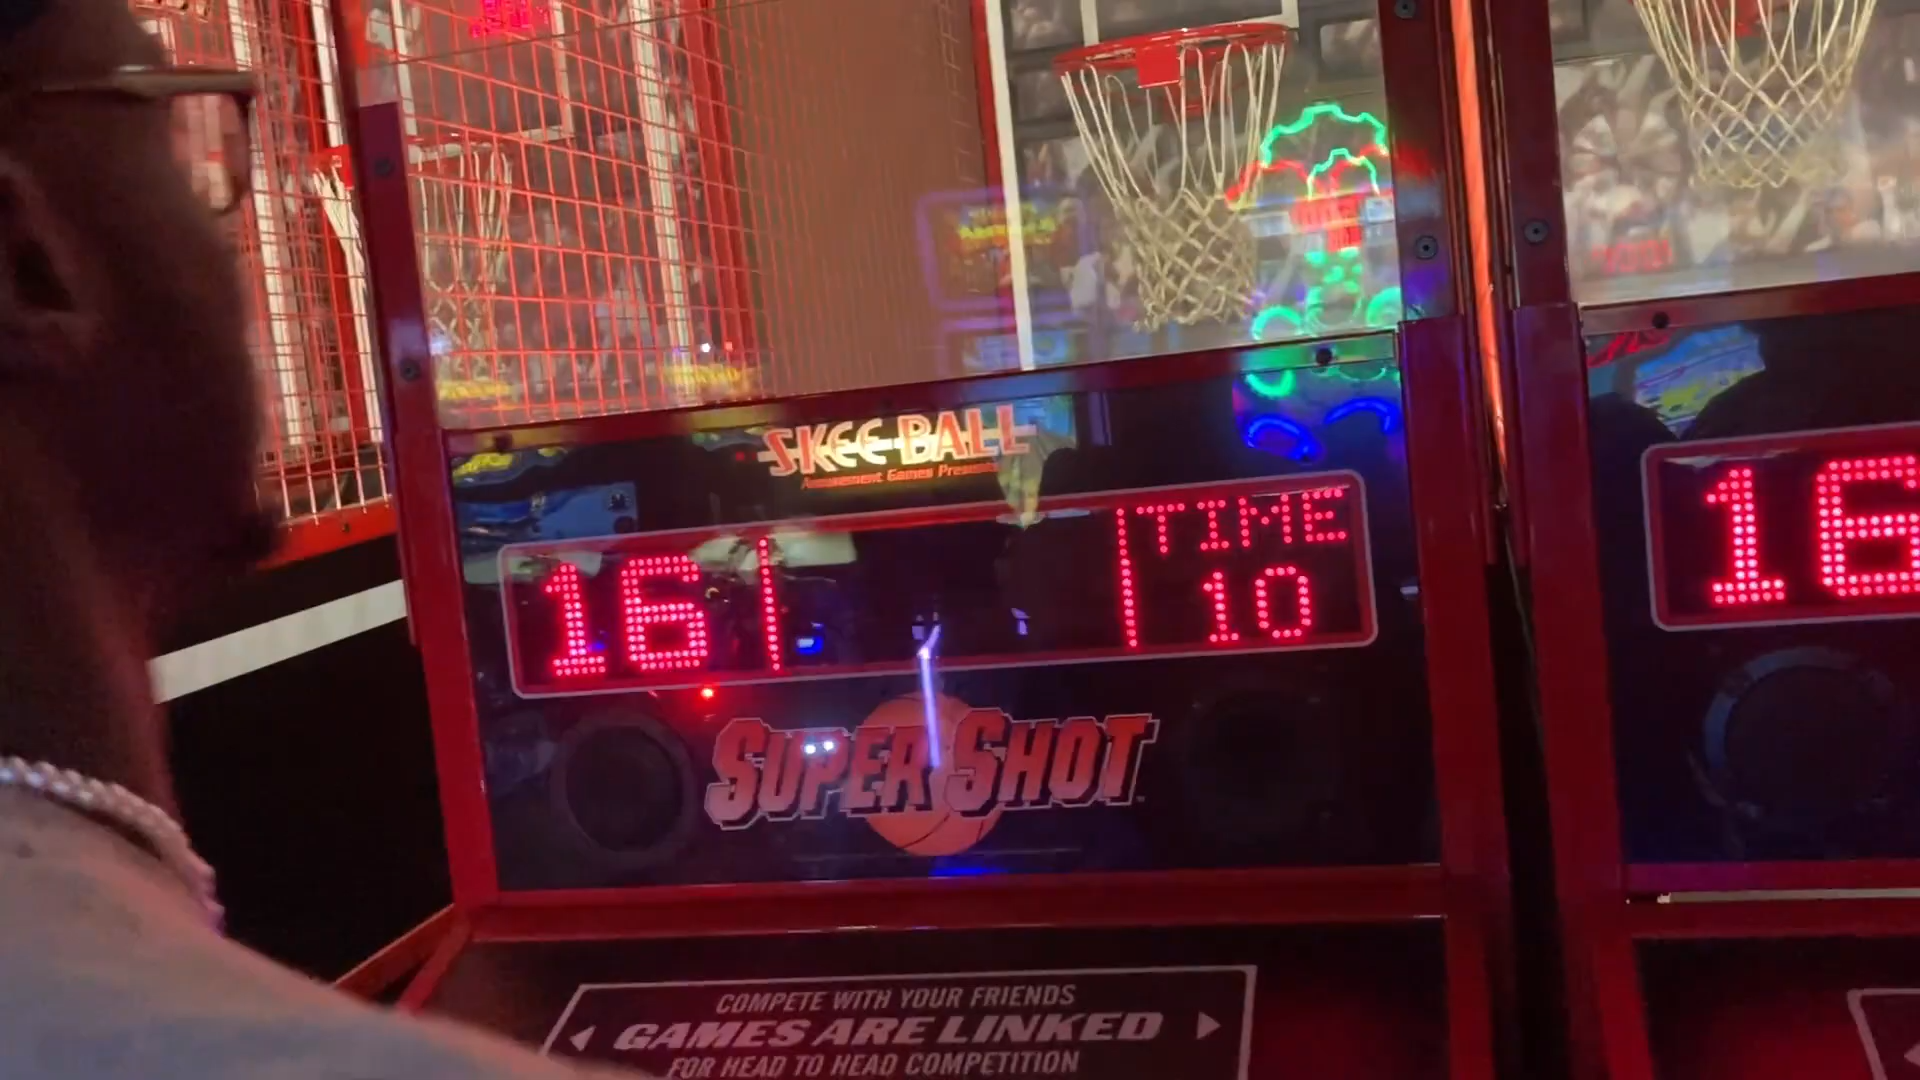 SKEE-BALL
Amusement Games Presents
16
TIME
10
16
SUPER SHOT
COMPETE WITH YOUR FRIENDS
GAMES ARE LINKED
FOR HEAD TO HEAD COMPETITION